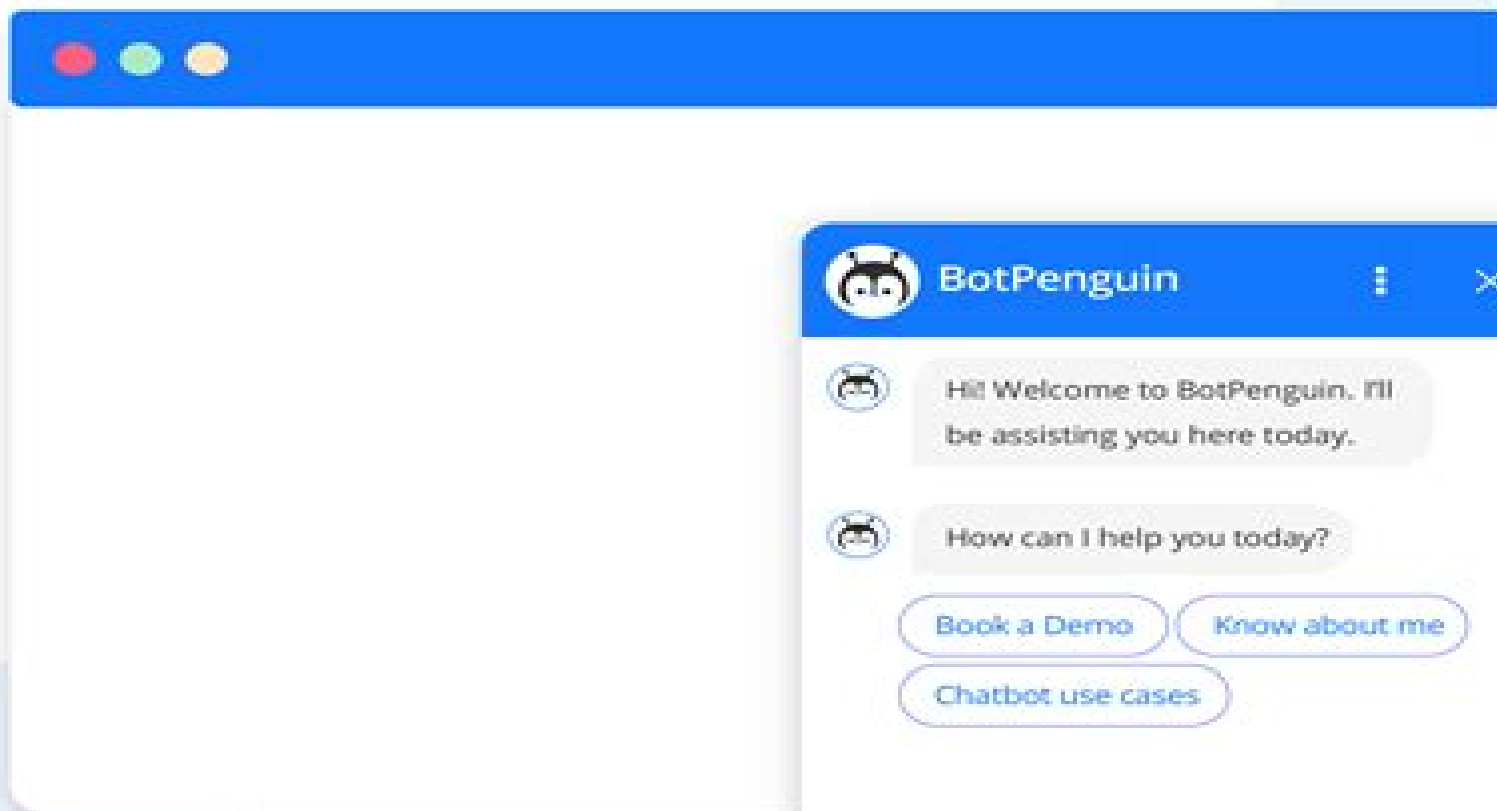 BotPenguin
Hi! Welcome to BotPenguin. I'll
be assisting you here today.
How can I help you today?
Book a Demo
Know about me
Chatbot use cases